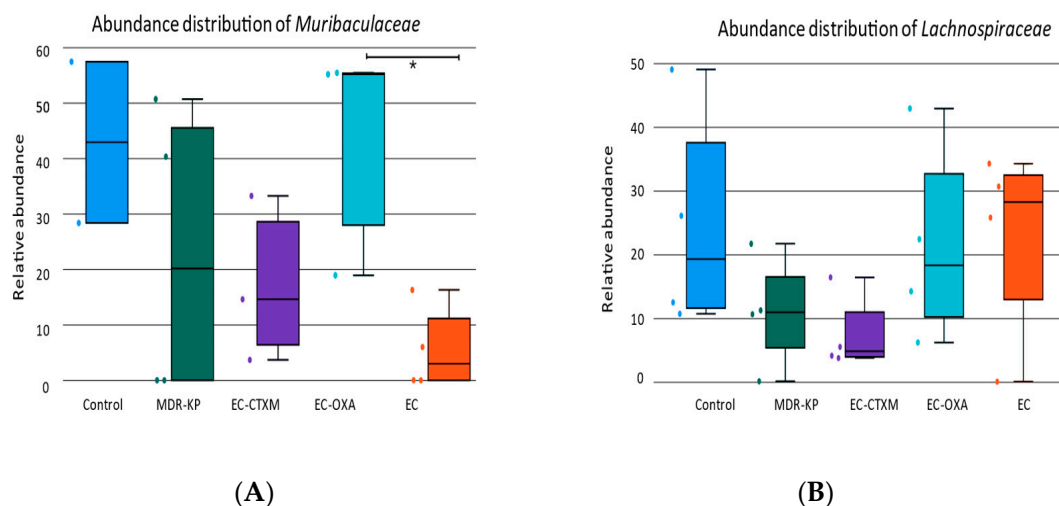 Abundance distribution of Muribaculaceae
60
50
40
30
20
10
0
Relative abundance
*
Control MDR-KP EC-CTXM EC-OXA EC
(A)
Abundance distribution of Lachnospiraceae
50
40
30
20
10
0
Relative abundance
Control MDR-KP EC-CTXM EC-OXA EC
(B)